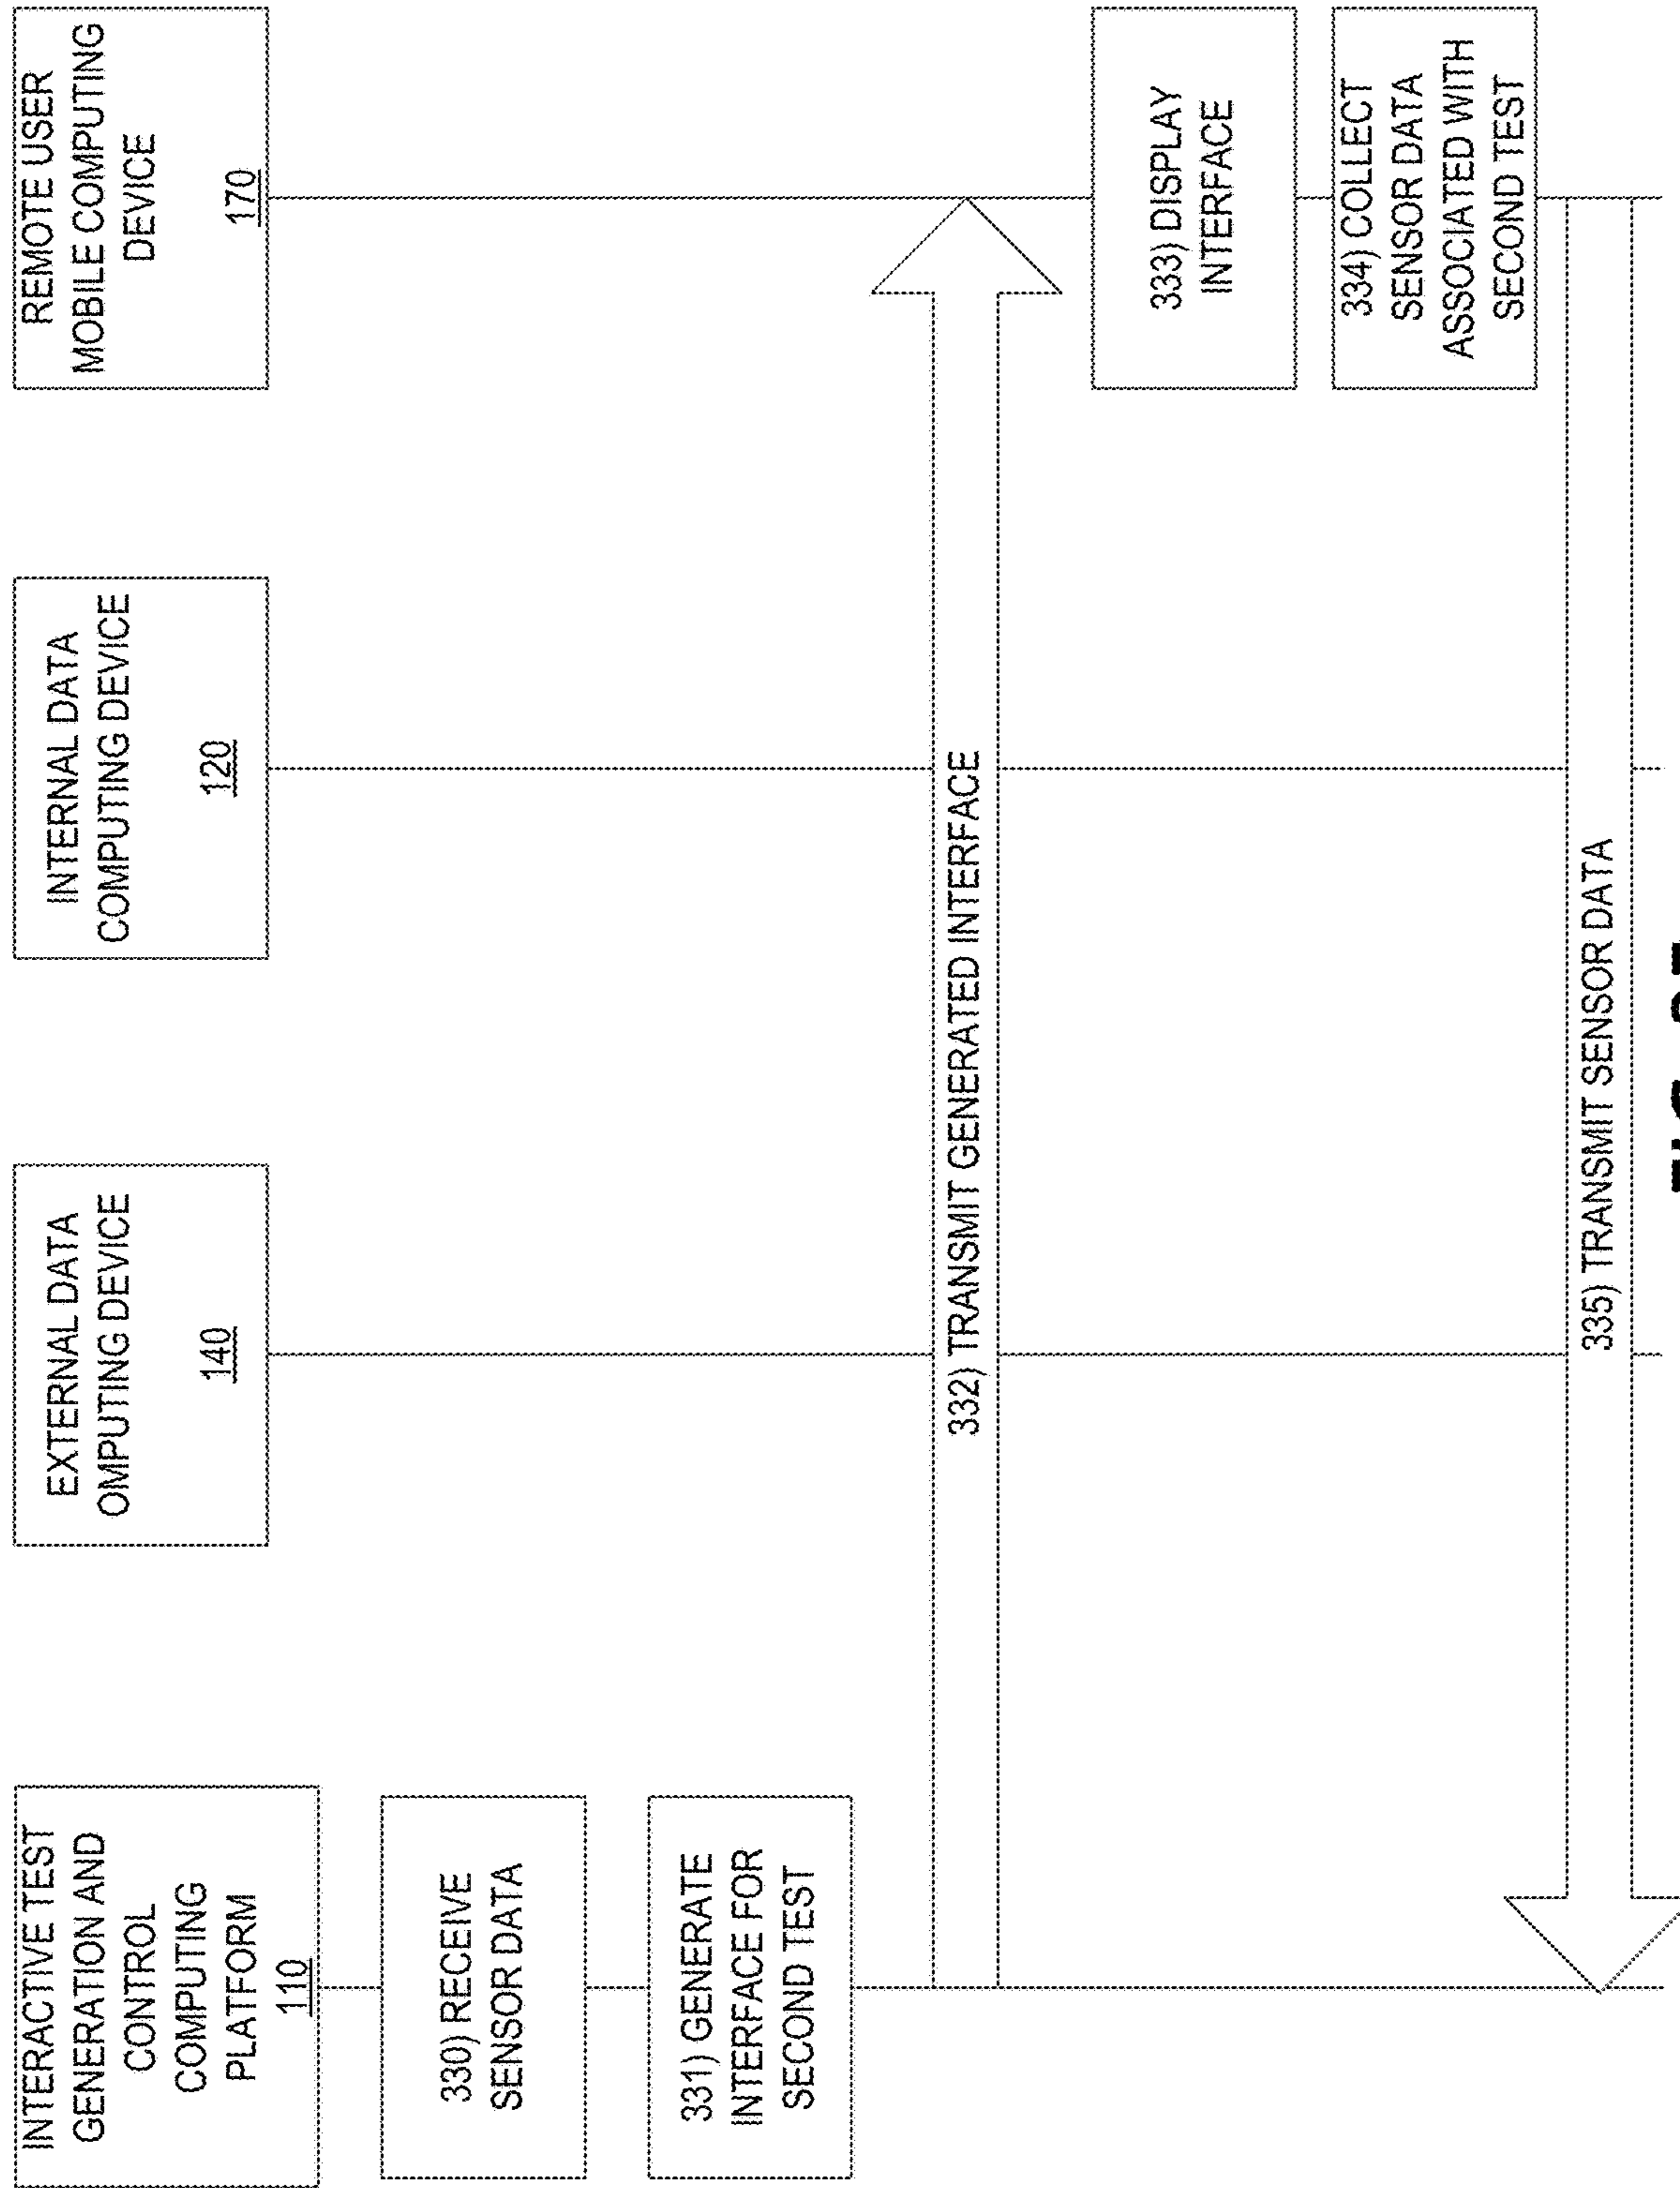 INTERACTIVE TEST
GENERATION AND
CONTROL
COMPUTING
PLATFORM
110
EXTERNAL DATA
OMPUTING DEVICE
140
INTERNAL DATA
COMPUTING DEVICE
120
REMOTE USER
MOBILE COMPUTING
DEVICE
170
330) RECEIVE
SENSOR DATA
331) GENERATE
INTERFACE FOR
SECOND TEST
332) TRANSMIT GENERATED INTERFACE
333) DISPLAY
INTERFACE
334) COLLECT
SENSOR DATA
ASSOCIATED WITH
SECOND TEST
335) TRANSMIT SENSOR DATA